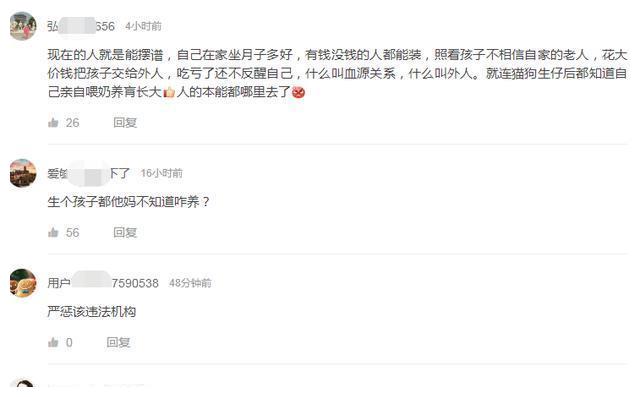 弘 656 4小时前
现在的人就是能摆谱，自己在家坐月子多好，有钱没钱的人都能装，照看孩子不相信自家的老人，花大
价钱把孩子交给外人，吃亏了还不反醒自己，什么叫血源关系，什么叫外人。就连猫狗生仔后都知道自
己亲自喂奶养育长大👍人的本能都哪里去了😡
26 回复
爱 下了 16小时前
生个孩子都他妈不知道咋养？
56 回复
用户 7590538 48分钟前
严惩该违法机构
0 回复